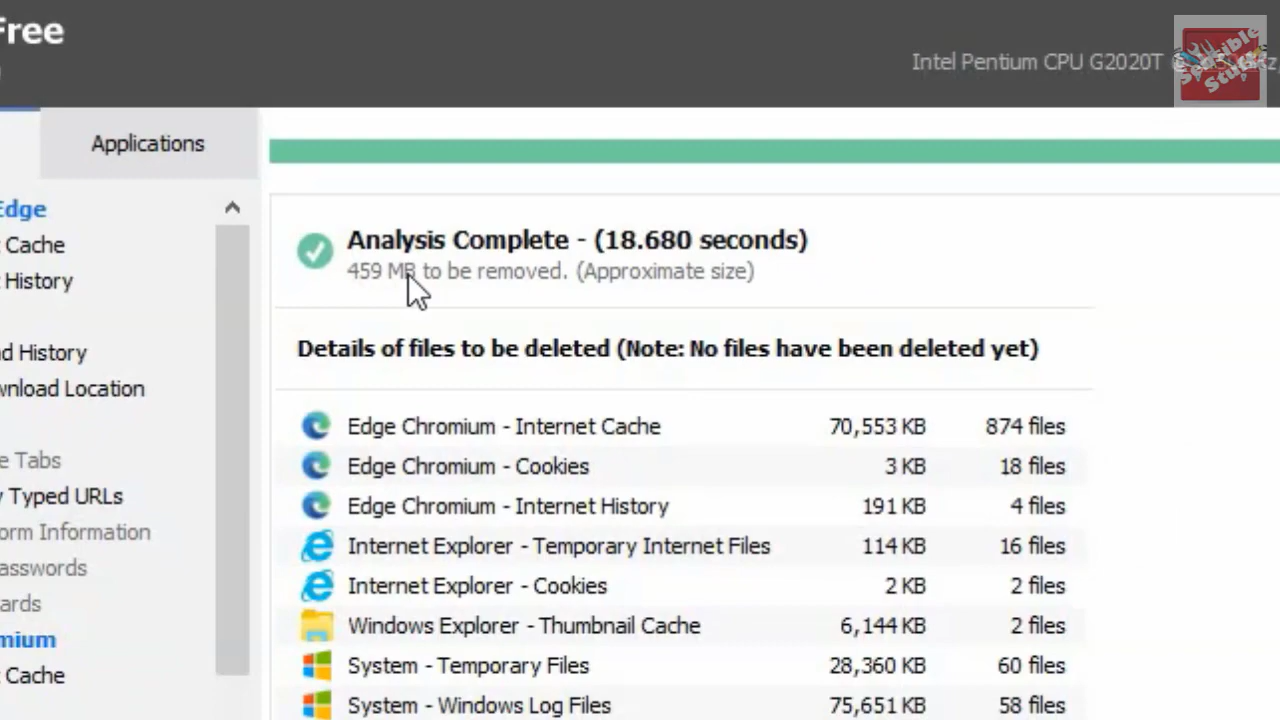 Free
Intel Pentium CPU G2020T @
Sensible
Stuff
Applications
Edge
Cache
History
d History
wnload Location
e Tabs
y Typed URLs
orm Information
asswords
ards
mium
Cache
Analysis Complete - (18.680 seconds)
459 MB to be removed. (Approximate size)
Details of files to be deleted (Note: No files have been deleted yet)
Edge Chromium - Internet Cache 70,553 KB 874 files
Edge Chromium - Cookies 3 KB 18 files
Edge Chromium - Internet History 191 KB 4 files
Internet Explorer - Temporary Internet Files 114 KB 16 files
Internet Explorer - Cookies 2 KB 2 files
Windows Explorer - Thumbnail Cache 6,144 KB 2 files
System - Temporary Files 28,360 KB 60 files
System - Windows Log Files 75,651 KB 58 files